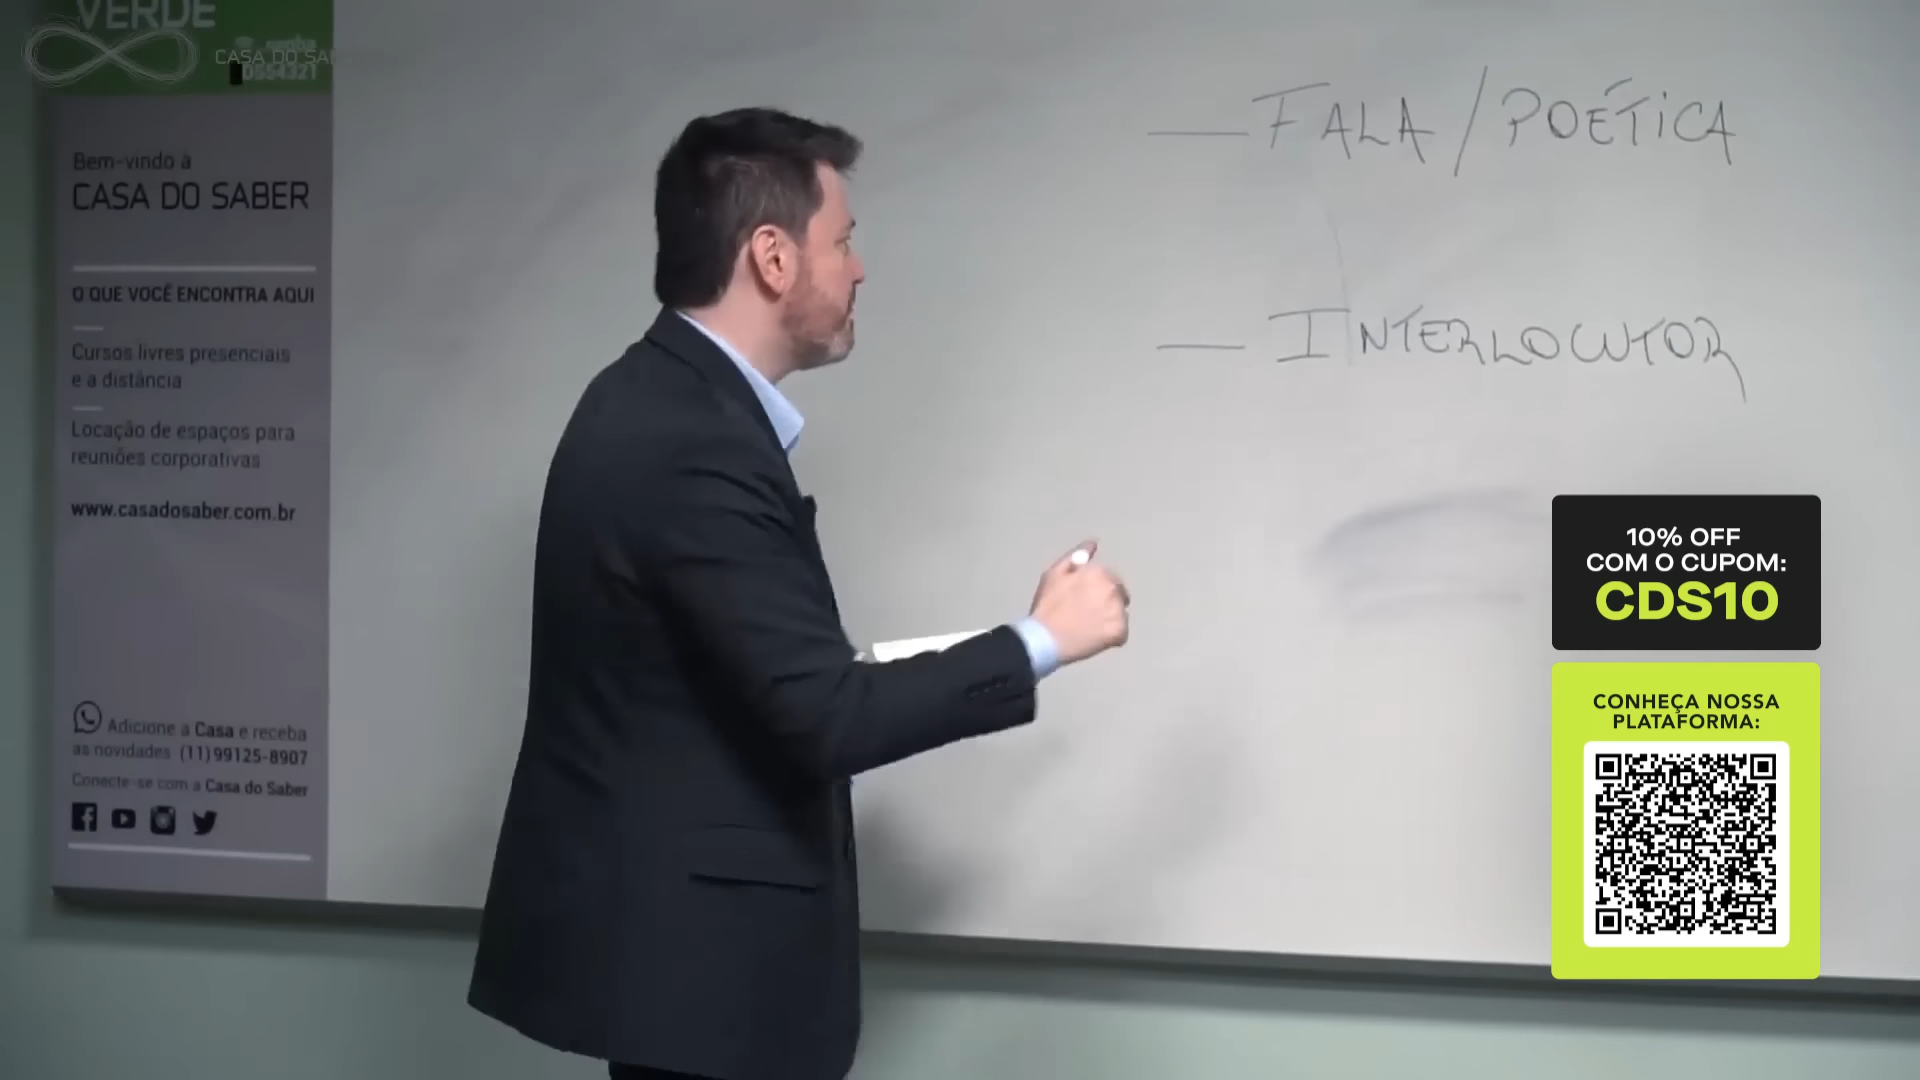 VERDE
CASA DO SA
senha
0554321
Bem-vindo à
CASA DO SABER
O QUE VOCÊ ENCONTRA AQUI
Cursos livres presenciais
e a distância
Locação de espaços para
reuniões corporativas
www.casadosaber.com.br
Adicione a Casa e receba
as novidades (11) 99125-8907
Conecte-se com a Casa do Saber
— FALA / POÉTICA
— INTERLOCUTOR
10% OFF
COM O CUPOM:
CDS10
CONHEÇA NOSSA
PLATAFORMA: